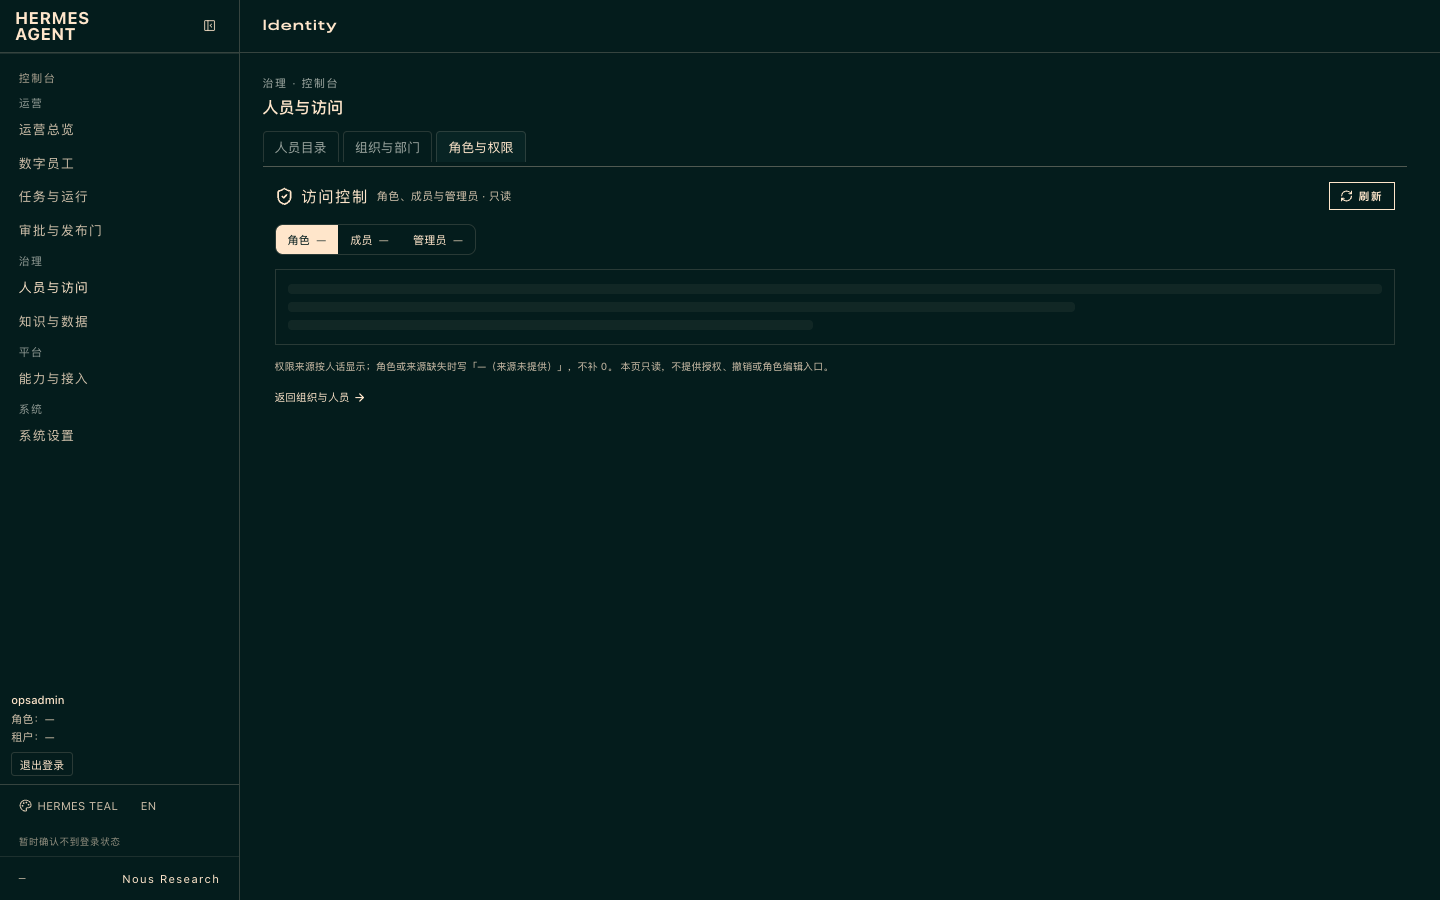 HERMES
AGENT
Identity
控制台
运营
运营总览
数字员工
任务与运行
审批与发布门
治理
人员与访问
知识与数据
平台
能力与接入
系统
系统设置
opsadmin
角色：—
租户：—
退出登录
HERMES TEAL EN
暂时确认不到登录状态
— Nous Research
治理 · 控制台
人员与访问
人员目录 组织与部门 角色与权限
访问控制 角色、成员与管理员 · 只读 刷新
角色 — 成员 — 管理员 —
权限来源按人话显示；角色或来源缺失时写「—（来源未提供）」，不补 0。 本页只读，不提供授权、撤销或角色编辑入口。
返回组织与人员 →